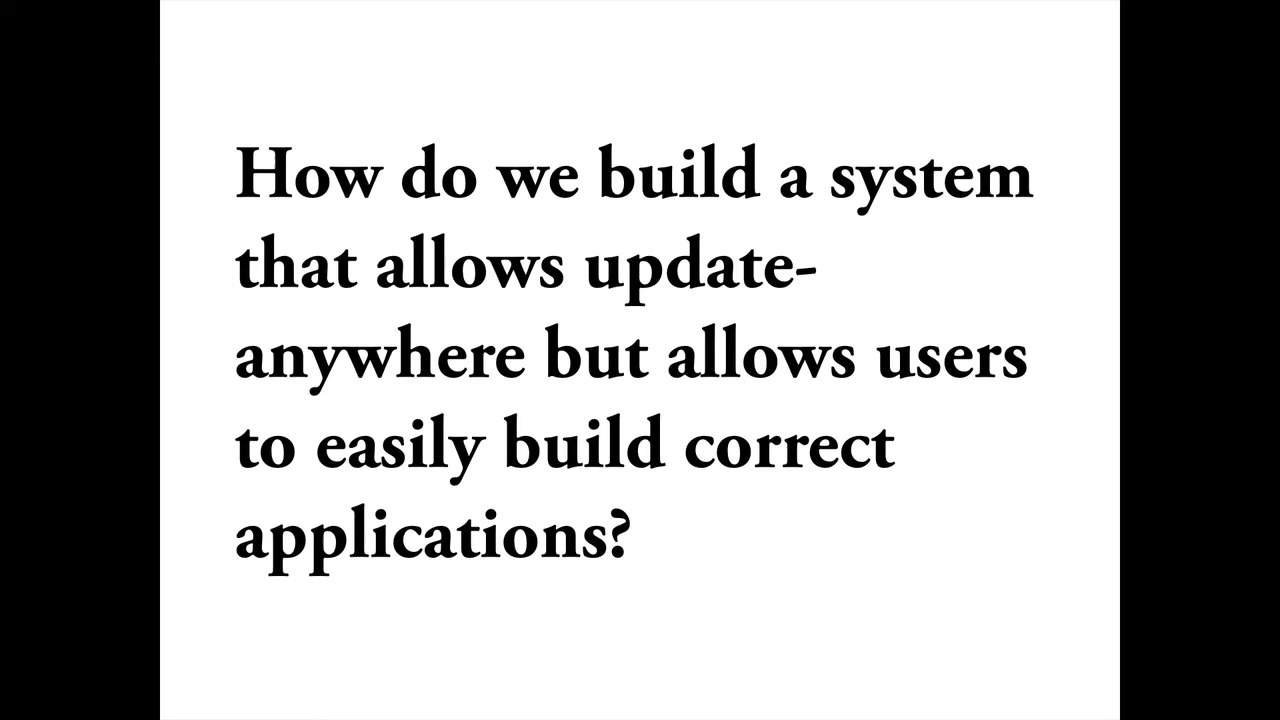 How do we build a system
that allows update-
anywhere but allows users
to easily build correct
applications?